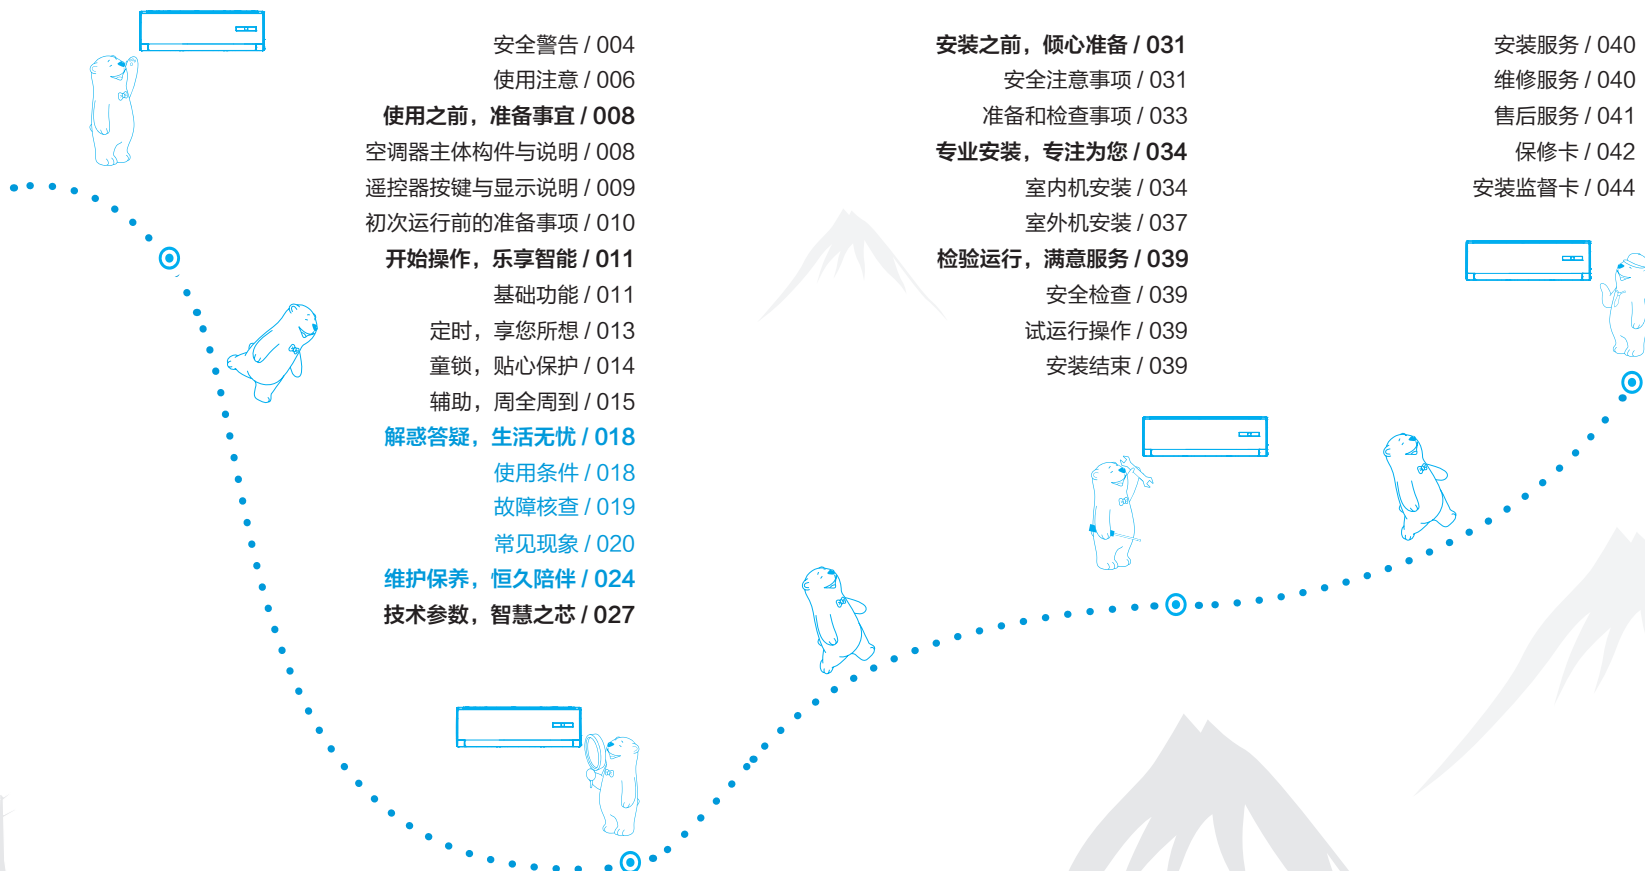 安全警告 / 004
使用注意 / 006
使用之前，准备事宜 / 008
空调器主体构件与说明 / 008
遥控器按键与显示说明 / 009
初次运行前的准备事项 / 010
开始操作，乐享智能 / 011
基础功能 / 011
定时，享您所想 / 013
童锁，贴心保护 / 014
辅助，周全周到 / 015
解惑答疑，生活无忧 / 018
使用条件 / 018
故障核查 / 019
常见现象 / 020
维护保养，恒久陪伴 / 024
技术参数，智慧之芯 / 027
安装之前，倾心准备 / 031
安全注意事项 / 031
准备和检查事项 / 033
专业安装，专注为您 / 034
室内机安装 / 034
室外机安装 / 037
检验运行，满意服务 / 039
安全检查 / 039
试运行操作 / 039
安装结束 / 039
安装服务 / 040
维修服务 / 040
售后服务 / 041
保修卡 / 042
安装监督卡 / 044